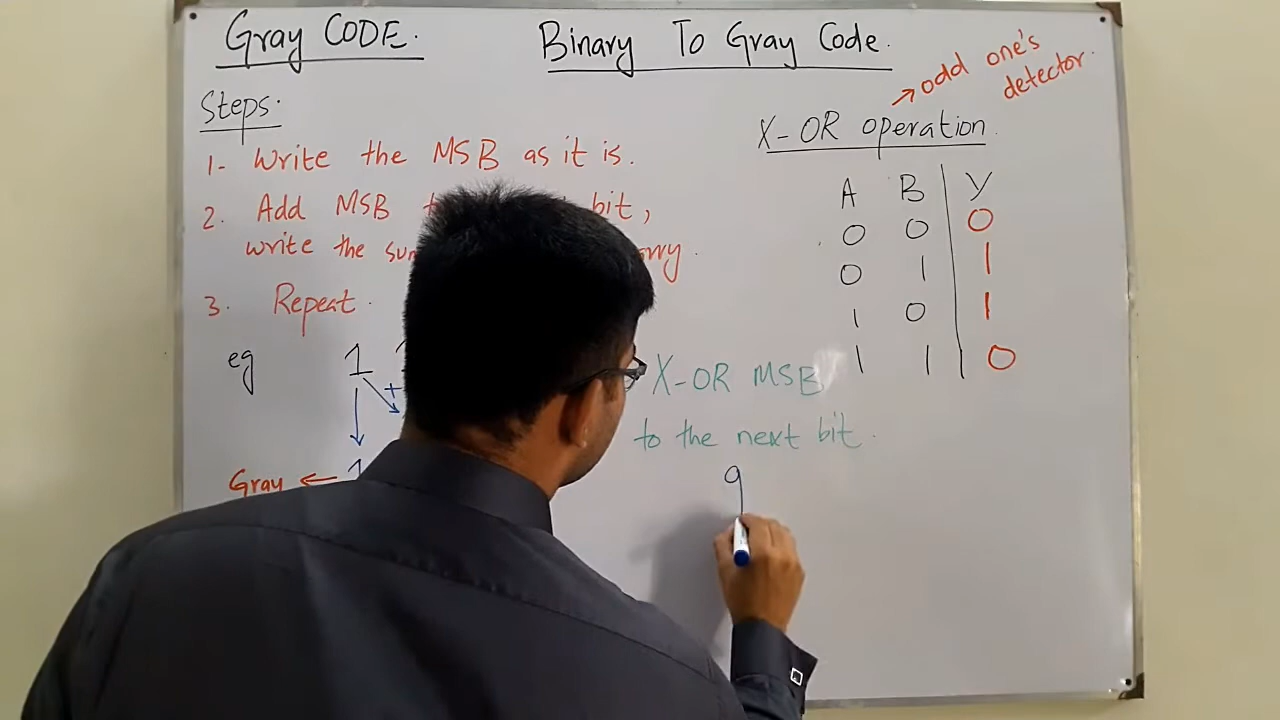 Gray CODE.
Binary To Gray Code.
→ odd one's
detector.
Steps.
X-OR operation.
1- Write the MSB as it is.
2. Add MSB bit,
write the
3. Repeat.
A B Y
0 0 0
0 1 1
1 0 1
1 1 0
eg 1
+
X-OR MSB
to the next bit.
Gray ← 1
9